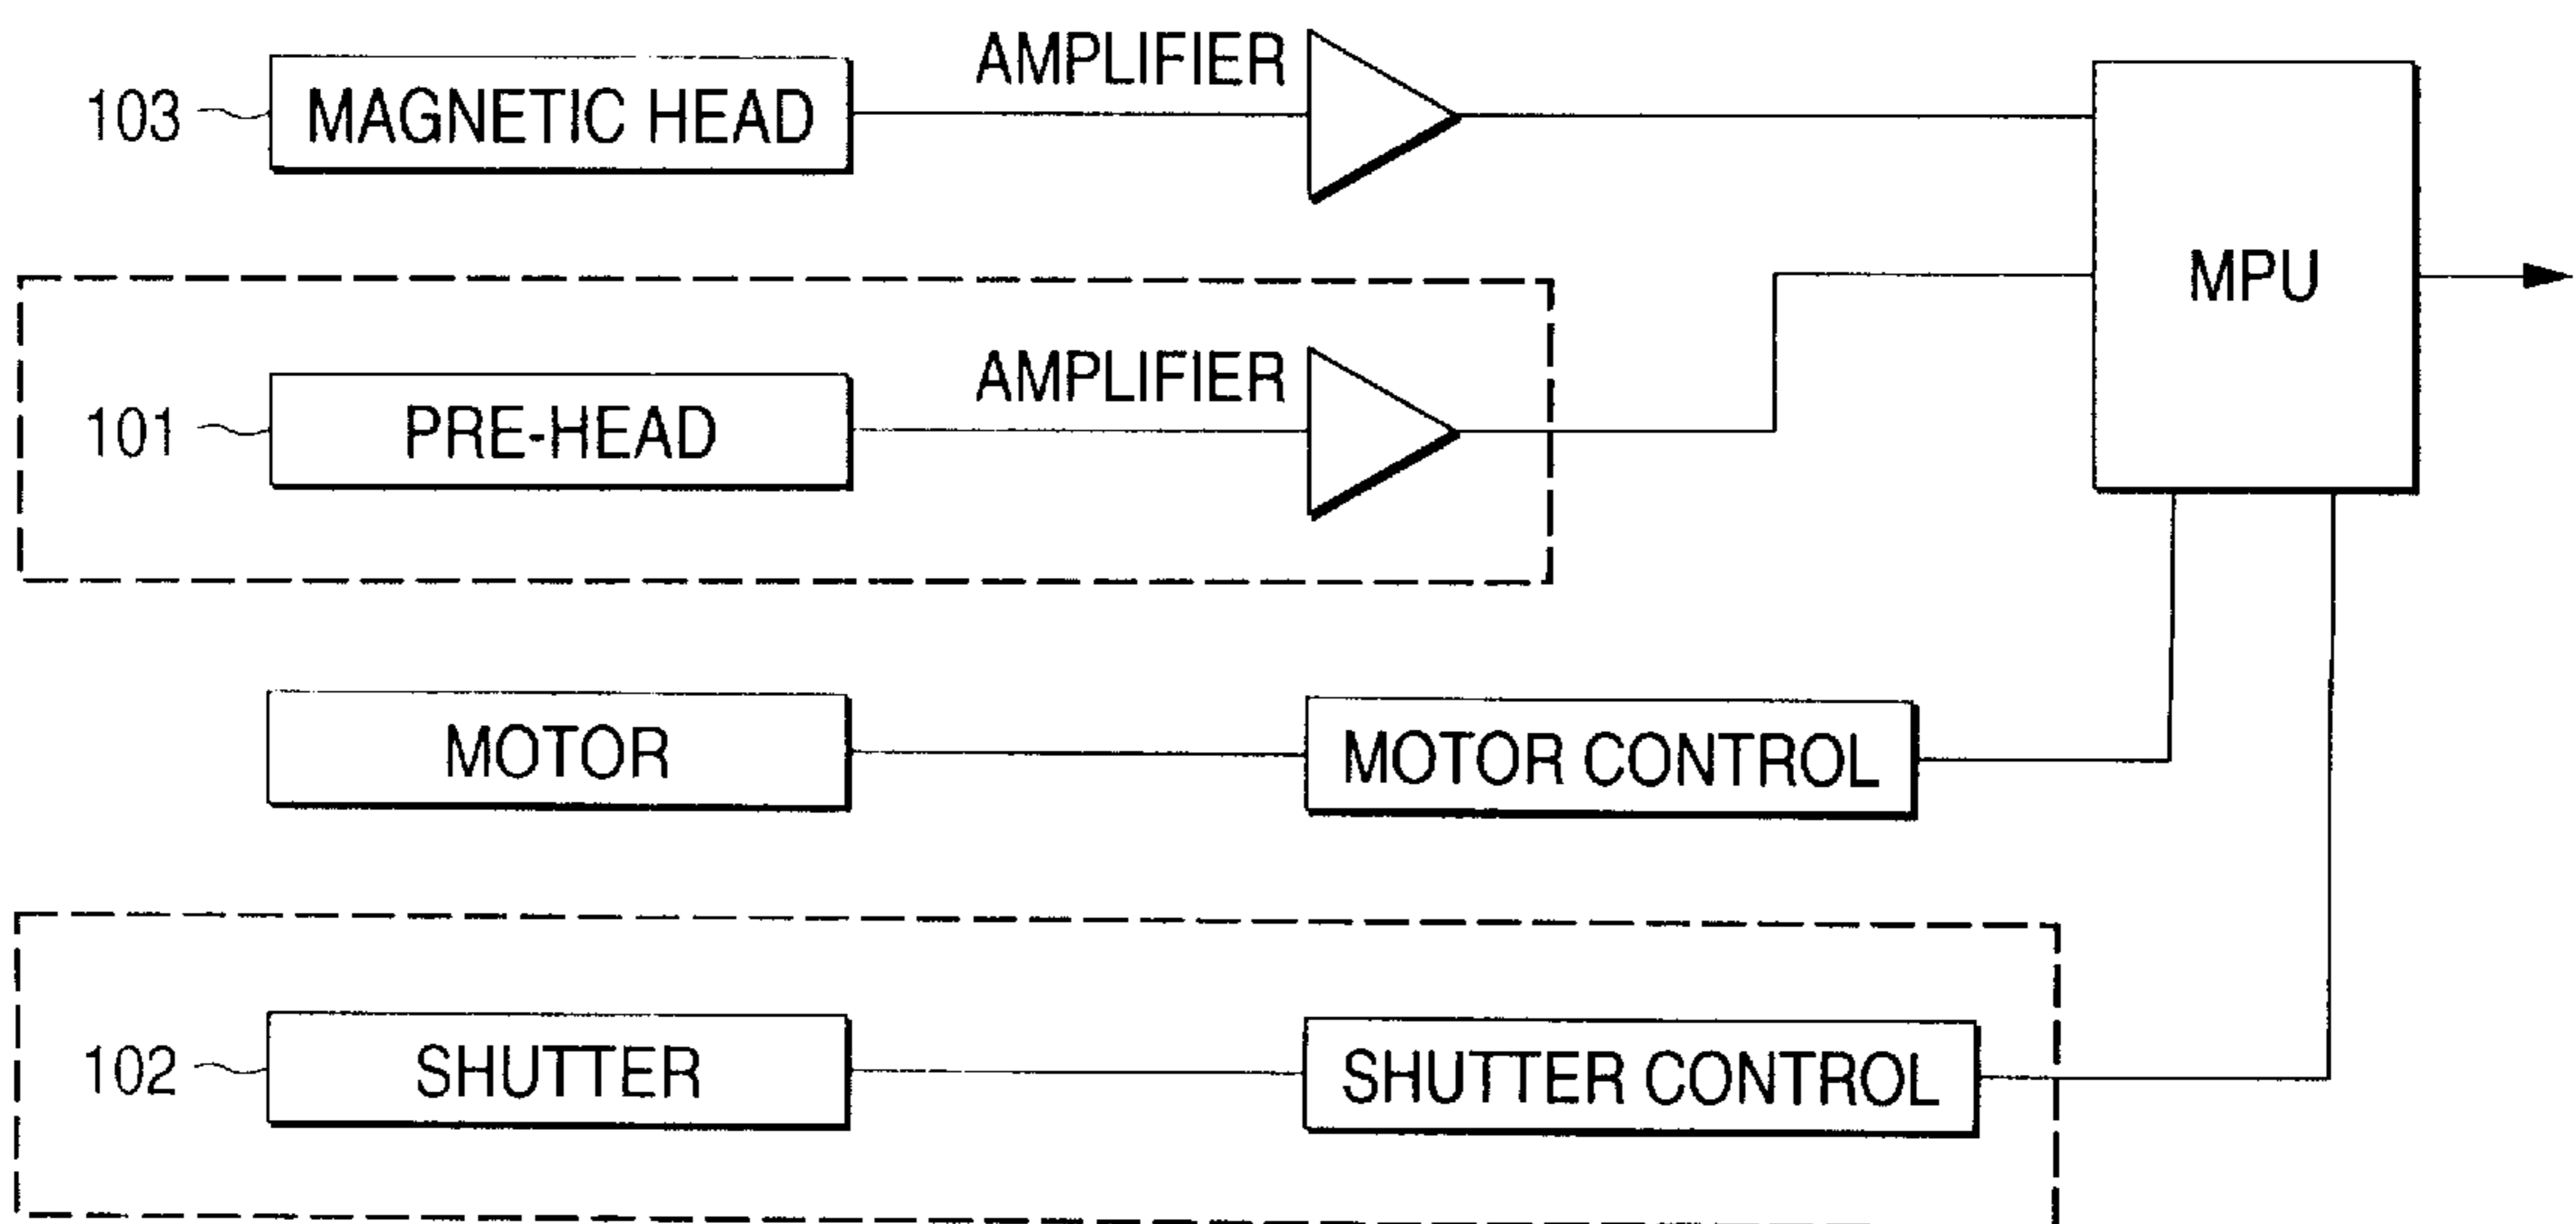 AMPLIFIER
103 MAGNETIC HEAD
MPU
AMPLIFIER
101 PRE-HEAD
MOTOR MOTOR CONTROL
102 SHUTTER SHUTTER CONTROL